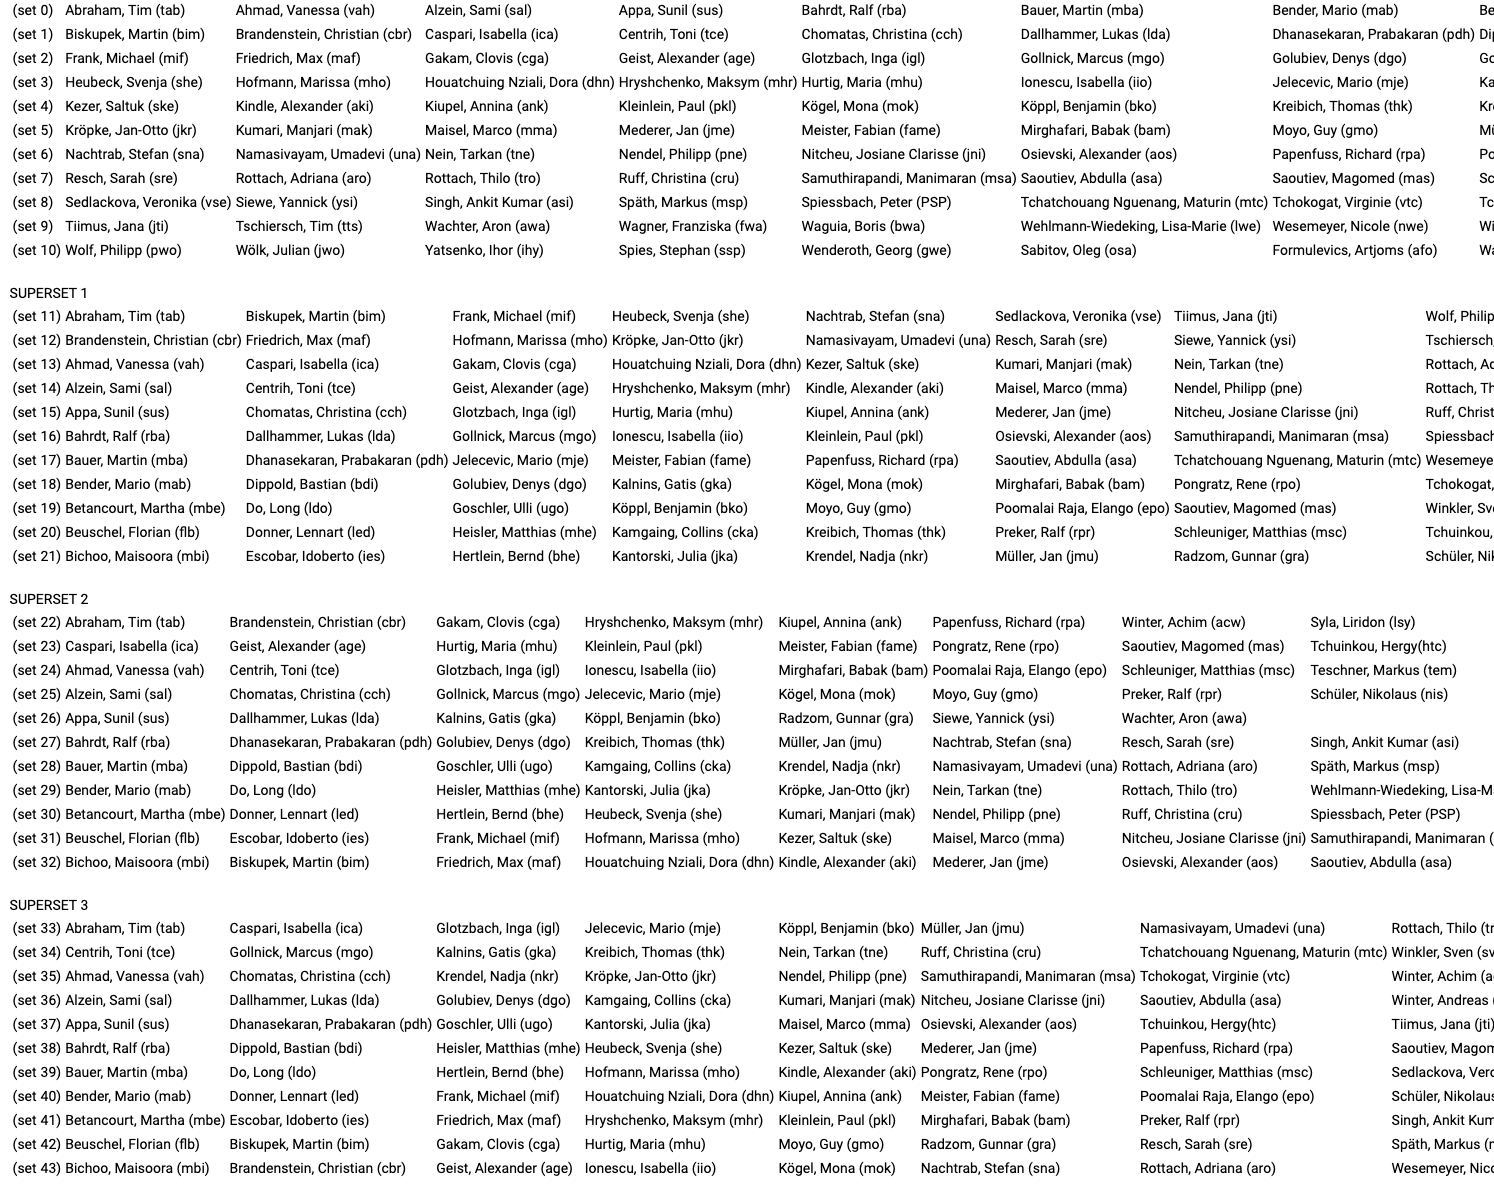 (set 0) Abraham, Tim (tab) Ahmad, Vanessa (vah) Alzein, Sami (sal) Appa, Sunil (sus) Bahrdt, Ralf (rba) Bauer, Martin (mba) Bender, Mario (mab) Be
(set 1) Biskupek, Martin (bim) Brandenstein, Christian (cbr) Caspari, Isabella (ica) Centrih, Toni (tce) Chomatas, Christina (cch) Dallhammer, Lukas (lda) Dhanasekaran, Prabakaran (pdh) Dip
(set 2) Frank, Michael (mif) Friedrich, Max (maf) Gakam, Clovis (cga) Geist, Alexander (age) Glotzbach, Inga (igl) Gollnick, Marcus (mgo) Golubiev, Denys (dgo) Go
(set 3) Heubeck, Svenja (she) Hofmann, Marissa (mho) Houatchuing Nziali, Dora (dhn) Hryshchenko, Maksym (mhr) Hurtig, Maria (mhu) Ionescu, Isabella (iio) Jelecevic, Mario (mje) Ka
(set 4) Kezer, Saltuk (ske) Kindle, Alexander (aki) Kiupel, Annina (ank) Kleinlein, Paul (pkl) Kögel, Mona (mok) Köppl, Benjamin (bko) Kreibich, Thomas (thk) Kre
(set 5) Kröpke, Jan-Otto (jkr) Kumari, Manjari (mak) Maisel, Marco (mma) Mederer, Jan (jme) Meister, Fabian (fame) Mirghafari, Babak (bam) Moyo, Guy (gmo) Mü
(set 6) Nachtrab, Stefan (sna) Namasivayam, Umadevi (una) Nein, Tarkan (tne) Nendel, Philipp (pne) Nitcheu, Josiane Clarisse (jni) Osievski, Alexander (aos) Papenfuss, Richard (rpa) Po
(set 7) Resch, Sarah (sre) Rottach, Adriana (aro) Rottach, Thilo (tro) Ruff, Christina (cru) Samuthirapandi, Manimaran (msa) Saoutiev, Abdulla (asa) Saoutiev, Magomed (mas) Sc
(set 8) Sedlackova, Veronika (vse) Siewe, Yannick (ysi) Singh, Ankit Kumar (asi) Späth, Markus (msp) Spiessbach, Peter (PSP) Tchatchouang Nguenang, Maturin (mtc) Tchokogat, Virginie (vtc) Tc
(set 9) Tiimus, Jana (jti) Tschiersch, Tim (tts) Wachter, Aron (awa) Wagner, Franziska (fwa) Waguia, Boris (bwa) Wehlmann-Wiedeking, Lisa-Marie (lwe) Wesemeyer, Nicole (nwe) Wi
(set 10) Wolf, Philipp (pwo) Wölk, Julian (jwo) Yatsenko, Ihor (ihy) Spies, Stephan (ssp) Wenderoth, Georg (gwe) Sabitov, Oleg (osa) Formulevics, Artjoms (afo) Wa
SUPERSET 1
(set 11) Abraham, Tim (tab) Biskupek, Martin (bim) Frank, Michael (mif) Heubeck, Svenja (she) Nachtrab, Stefan (sna) Sedlackova, Veronika (vse) Tiimus, Jana (jti) Wolf, Philip
(set 12) Brandenstein, Christian (cbr) Friedrich, Max (maf) Hofmann, Marissa (mho) Kröpke, Jan-Otto (jkr) Namasivayam, Umadevi (una) Resch, Sarah (sre) Siewe, Yannick (ysi) Tschiersch,
(set 13) Ahmad, Vanessa (vah) Caspari, Isabella (ica) Gakam, Clovis (cga) Houatchuing Nziali, Dora (dhn) Kezer, Saltuk (ske) Kumari, Manjari (mak) Nein, Tarkan (tne) Rottach, Ad
(set 14) Alzein, Sami (sal) Centrih, Toni (tce) Geist, Alexander (age) Hryshchenko, Maksym (mhr) Kindle, Alexander (aki) Maisel, Marco (mma) Nendel, Philipp (pne) Rottach, Th
(set 15) Appa, Sunil (sus) Chomatas, Christina (cch) Glotzbach, Inga (igl) Hurtig, Maria (mhu) Kiupel, Annina (ank) Mederer, Jan (jme) Nitcheu, Josiane Clarisse (jni) Ruff, Christ
(set 16) Bahrdt, Ralf (rba) Dallhammer, Lukas (lda) Gollnick, Marcus (mgo) Ionescu, Isabella (iio) Kleinlein, Paul (pkl) Osievski, Alexander (aos) Samuthirapandi, Manimaran (msa) Spiessbach
(set 17) Bauer, Martin (mba) Dhanasekaran, Prabakaran (pdh) Jelecevic, Mario (mje) Meister, Fabian (fame) Papenfuss, Richard (rpa) Saoutiev, Abdulla (asa) Tchatchouang Nguenang, Maturin (mtc) Wesemeye
(set 18) Bender, Mario (mab) Dippold, Bastian (bdi) Golubiev, Denys (dgo) Kalnins, Gatis (gka) Kögel, Mona (mok) Mirghafari, Babak (bam) Pongratz, Rene (rpo) Tchokogat,
(set 19) Betancourt, Martha (mbe) Do, Long (ldo) Goschler, Ulli (ugo) Köppl, Benjamin (bko) Moyo, Guy (gmo) Poomalai Raja, Elango (epo) Saoutiev, Magomed (mas) Winkler, Sve
(set 20) Beuschel, Florian (flb) Donner, Lennart (led) Heisler, Matthias (mhe) Kamgaing, Collins (cka) Kreibich, Thomas (thk) Preker, Ralf (rpr) Schleuniger, Matthias (msc) Tchuinkou,
(set 21) Bichoo, Maisoora (mbi) Escobar, Idoberto (ies) Hertlein, Bernd (bhe) Kantorski, Julia (jka) Krendel, Nadja (nkr) Müller, Jan (jmu) Radzom, Gunnar (gra) Schüler, Nik
SUPERSET 2
(set 22) Abraham, Tim (tab) Brandenstein, Christian (cbr) Gakam, Clovis (cga) Hryshchenko, Maksym (mhr) Kiupel, Annina (ank) Papenfuss, Richard (rpa) Winter, Achim (acw) Syla, Liridon (lsy)
(set 23) Caspari, Isabella (ica) Geist, Alexander (age) Hurtig, Maria (mhu) Kleinlein, Paul (pkl) Meister, Fabian (fame) Pongratz, Rene (rpo) Saoutiev, Magomed (mas) Tchuinkou, Hergy(htc)
(set 24) Ahmad, Vanessa (vah) Centrih, Toni (tce) Glotzbach, Inga (igl) Ionescu, Isabella (iio) Mirghafari, Babak (bam) Poomalai Raja, Elango (epo) Schleuniger, Matthias (msc) Teschner, Markus (tem)
(set 25) Alzein, Sami (sal) Chomatas, Christina (cch) Gollnick, Marcus (mgo) Jelecevic, Mario (mje) Kögel, Mona (mok) Moyo, Guy (gmo) Preker, Ralf (rpr) Schüler, Nikolaus (nis)
(set 26) Appa, Sunil (sus) Dallhammer, Lukas (lda) Kalnins, Gatis (gka) Köppl, Benjamin (bko) Radzom, Gunnar (gra) Siewe, Yannick (ysi) Wachter, Aron (awa)
(set 27) Bahrdt, Ralf (rba) Dhanasekaran, Prabakaran (pdh) Golubiev, Denys (dgo) Kreibich, Thomas (thk) Müller, Jan (jmu) Nachtrab, Stefan (sna) Resch, Sarah (sre) Singh, Ankit Kumar (asi)
(set 28) Bauer, Martin (mba) Dippold, Bastian (bdi) Goschler, Ulli (ugo) Kamgaing, Collins (cka) Krendel, Nadja (nkr) Namasivayam, Umadevi (una) Rottach, Adriana (aro) Späth, Markus (msp)
(set 29) Bender, Mario (mab) Do, Long (ldo) Heisler, Matthias (mhe) Kantorski, Julia (jka) Kröpke, Jan-Otto (jkr) Nein, Tarkan (tne) Rottach, Thilo (tro) Wehlmann-Wiedeking, Lisa-M
(set 30) Betancourt, Martha (mbe) Donner, Lennart (led) Hertlein, Bernd (bhe) Heubeck, Svenja (she) Kumari, Manjari (mak) Nendel, Philipp (pne) Ruff, Christina (cru) Spiessbach, Peter (PSP)
(set 31) Beuschel, Florian (flb) Escobar, Idoberto (ies) Frank, Michael (mif) Hofmann, Marissa (mho) Kezer, Saltuk (ske) Maisel, Marco (mma) Nitcheu, Josiane Clarisse (jni) Samuthirapandi, Manimaran (
(set 32) Bichoo, Maisoora (mbi) Biskupek, Martin (bim) Friedrich, Max (maf) Houatchuing Nziali, Dora (dhn) Kindle, Alexander (aki) Mederer, Jan (jme) Osievski, Alexander (aos) Saoutiev, Abdulla (asa)
SUPERSET 3
(set 33) Abraham, Tim (tab) Caspari, Isabella (ica) Glotzbach, Inga (igl) Jelecevic, Mario (mje) Köppl, Benjamin (bko) Müller, Jan (jmu) Namasivayam, Umadevi (una) Rottach, Thilo (tr
(set 34) Centrih, Toni (tce) Gollnick, Marcus (mgo) Kalnins, Gatis (gka) Kreibich, Thomas (thk) Nein, Tarkan (tne) Ruff, Christina (cru) Tchatchouang Nguenang, Maturin (mtc) Winkler, Sven (sv
(set 35) Ahmad, Vanessa (vah) Chomatas, Christina (cch) Krendel, Nadja (nkr) Kröpke, Jan-Otto (jkr) Nendel, Philipp (pne) Samuthirapandi, Manimaran (msa) Tchokogat, Virginie (vtc) Winter, Achim (a
(set 36) Alzein, Sami (sal) Dallhammer, Lukas (lda) Golubiev, Denys (dgo) Kamgaing, Collins (cka) Kumari, Manjari (mak) Nitcheu, Josiane Clarisse (jni) Saoutiev, Abdulla (asa) Winter, Andreas (
(set 37) Appa, Sunil (sus) Dhanasekaran, Prabakaran (pdh) Goschler, Ulli (ugo) Kantorski, Julia (jka) Maisel, Marco (mma) Osievski, Alexander (aos) Tchuinkou, Hergy(htc) Tiimus, Jana (jti)
(set 38) Bahrdt, Ralf (rba) Dippold, Bastian (bdi) Heisler, Matthias (mhe) Heubeck, Svenja (she) Kezer, Saltuk (ske) Mederer, Jan (jme) Papenfuss, Richard (rpa) Saoutiev, Magom
(set 39) Bauer, Martin (mba) Do, Long (ldo) Hertlein, Bernd (bhe) Hofmann, Marissa (mho) Kindle, Alexander (aki) Pongratz, Rene (rpo) Schleuniger, Matthias (msc) Sedlackova, Vero
(set 40) Bender, Mario (mab) Donner, Lennart (led) Frank, Michael (mif) Houatchuing Nziali, Dora (dhn) Kiupel, Annina (ank) Meister, Fabian (fame) Poomalai Raja, Elango (epo) Schüler, Nikolaus
(set 41) Betancourt, Martha (mbe) Escobar, Idoberto (ies) Friedrich, Max (maf) Hryshchenko, Maksym (mhr) Kleinlein, Paul (pkl) Mirghafari, Babak (bam) Preker, Ralf (rpr) Singh, Ankit Kum
(set 42) Beuschel, Florian (flb) Biskupek, Martin (bim) Gakam, Clovis (cga) Hurtig, Maria (mhu) Moyo, Guy (gmo) Radzom, Gunnar (gra) Resch, Sarah (sre) Späth, Markus (m
(set 43) Bichoo, Maisoora (mbi) Brandenstein, Christian (cbr) Geist, Alexander (age) Ionescu, Isabella (iio) Kögel, Mona (mok) Nachtrab, Stefan (sna) Rottach, Adriana (aro) Wesemeyer, Nico